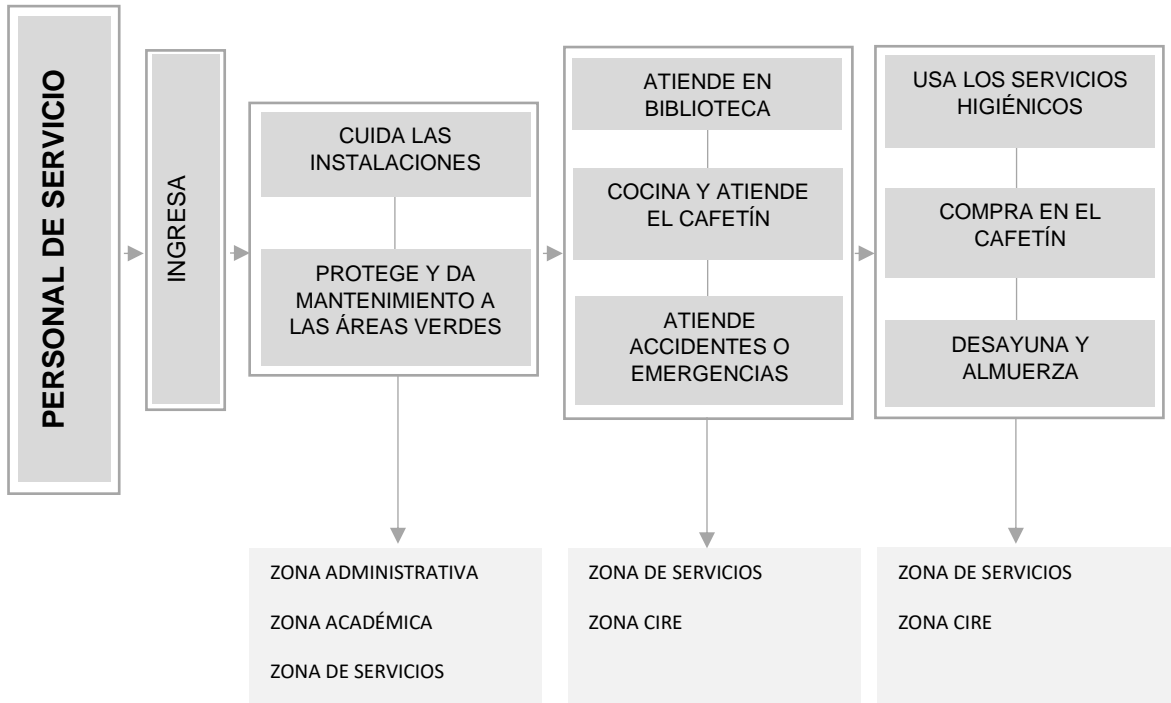 PERSONAL DE SERVICIO
INGRESA
CUIDA LAS
INSTALACIONES
PROTEGE Y DA
MANTENIMIENTO A
LAS ÁREAS VERDES
ATIENDE EN
BIBLIOTECA
COCINA Y ATIENDE
EL CAFETÍN
ATIENDE
ACCIDENTES O
EMERGENCIAS
USA LOS SERVICIOS
HIGIÉNICOS
COMPRA EN EL
CAFETÍN
DESAYUNA Y
ALMUERZA
ZONA ADMINISTRATIVA
ZONA ACADÉMICA
ZONA DE SERVICIOS
ZONA DE SERVICIOS
ZONA CIRE
ZONA DE SERVICIOS
ZONA CIRE